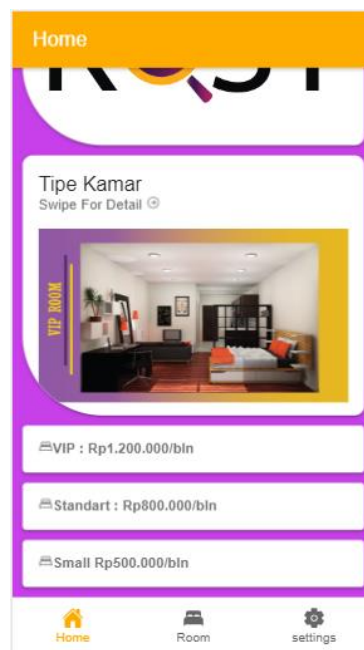 Home
Tipe Kamar
Swipe For Detail
VIP ROOM
VIP : Rp1.200.000/bln
Standart : Rp800.000/bln
Small Rp500.000/bln
Home
Room
settings